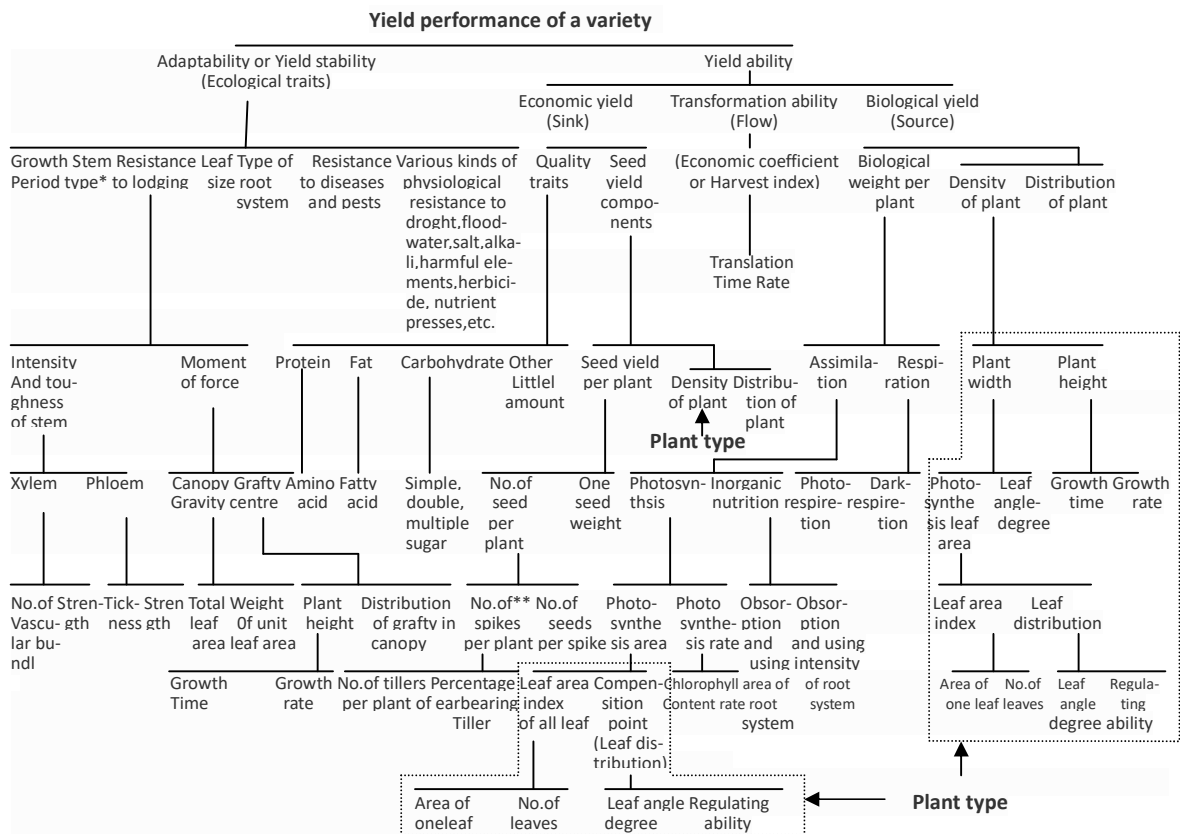 Yield performance of a variety
Adaptability or Yield stability
(Ecological traits)
Yield ability
Economic yield
(Sink)
Transformation ability
(Flow)
Biological yield
(Source)
Growth Stem Resistance
Period type* to lodging
Leaf Type of
size root
system
Resistance
to diseases
and pests
Various kinds of
physiological
resistance to
droght,flood-
water,salt,alka-
li,harmful ele-
ments,herbici-
de, nutrient
presses,etc.
Quality
traits
Seed
yield
compo-
nents
(Economic coefficient
or Harvest index)
Translation
Time Rate
Biological
weight per
plant
Density
of plant
Distribution
of plant
Intensity
And tou-
ghness
of stem
Moment
of force
Protein
Fat
Carbohydrate
Other
Littlel
amount
Seed yield
per plant
Density
of plant
Distribu-
tion of
plant
Plant type
Assimila-
tion
Respi-
ration
Plant
width
Plant
height
Xylem
Phloem
Canopy
Gravity
Grafty
centre
Amino
acid
Fatty
acid
Simple,
double,
multiple
sugar
No.of
seed
per
plant
One
seed
weight
Photosyn-
thsis
Inorganic
nutrition
Photo-
respire-
tion
Dark-
respire-
tion
Photo-
synthe
sis leaf
area
Leaf
angle-
degree
Growth
time
Growth
rate
No.of
Vascu-
lar bu-
ndl
Stren-
gth
Tick-
ness
Stren
gth
Total
leaf
area
Weight
0f unit
leaf area
Plant
height
Distribution
of grafty in
canopy
No.of**
spikes
per plant
No.of
seeds
per spike
Photo-
synthe
sis area
Photo
synthe-
sis rate
Obsor-
ption
and
using
area of
root
system
Obsor-
ption
and using
intensity
of root
system
Leaf area
index
Leaf
distribution
Growth
Time
Growth
rate
No.of tillers
per plant
Percentage
of earbearing
Tiller
Leaf area
index
of all leaf
Compen-
sition
point
(Leaf dis-
tribution)
Chlorophyll
Content rate
Area of
one leaf
No.of
leaves
Leaf
angle
degree
Regula-
ting
ability
Area of
oneleaf
No.of
leaves
Leaf angle
degree
Regulating
ability
Plant type